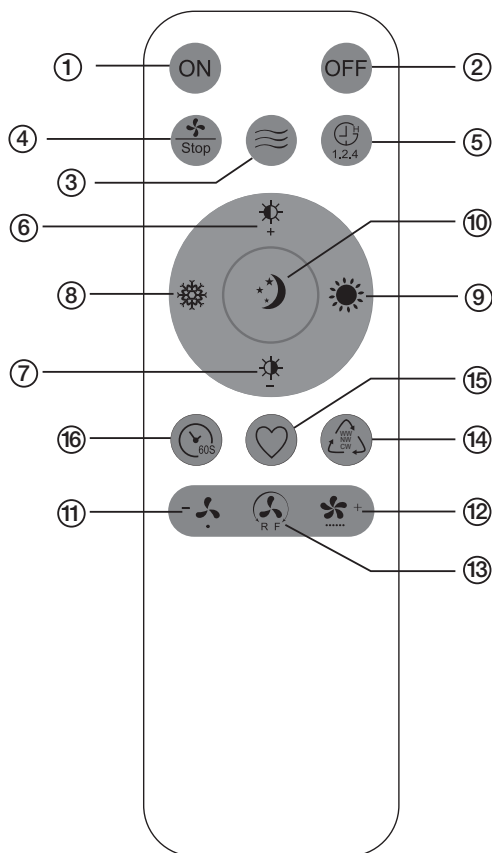 ① ON OFF ②
④ Stop H 1.2.4 ⑤
③
⑥ + ⑩
⑧ ⑨
⑦ − ⑮
⑯ 60S WW NW CW ⑭
⑪ - + ⑫
R F ⑬